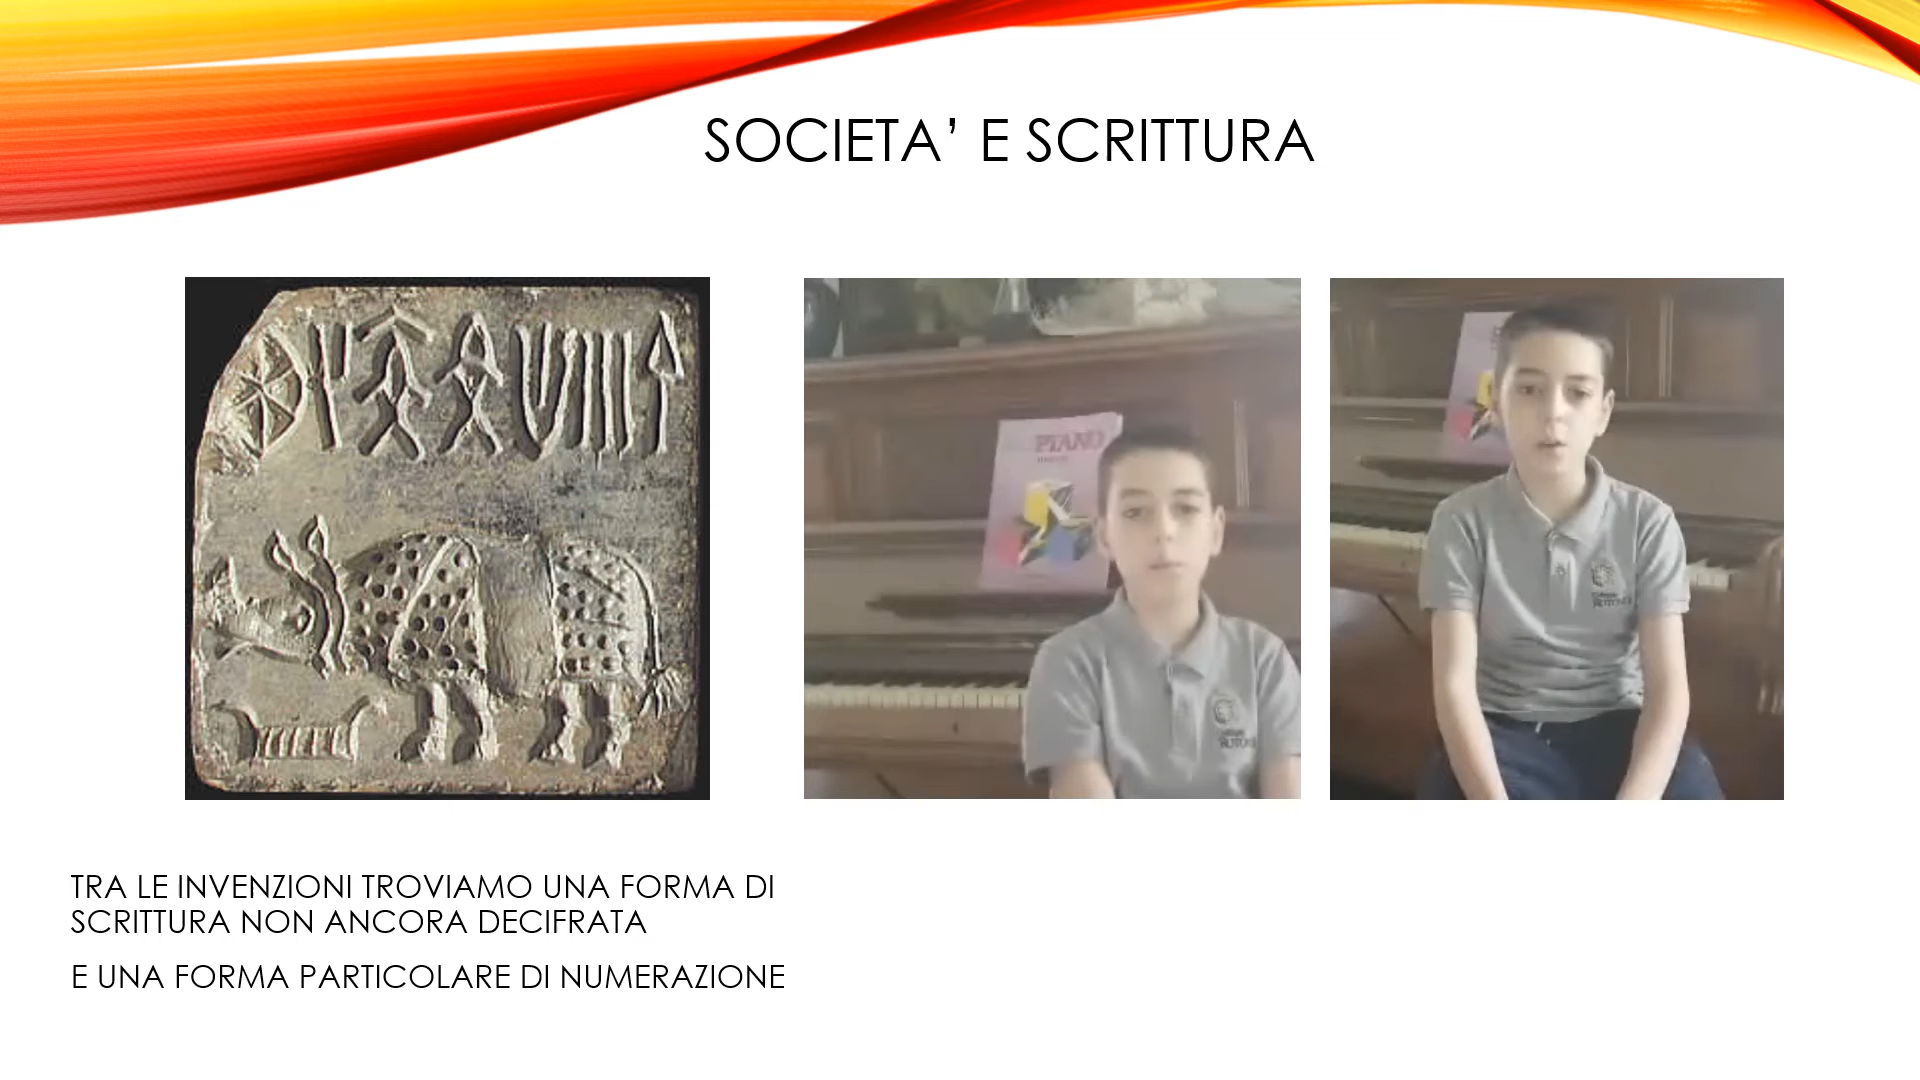 SOCIETA’ E SCRITTURA
PIANO
TRA LE INVENZIONI TROVIAMO UNA FORMA DI
SCRITTURA NON ANCORA DECIFRATA
E UNA FORMA PARTICOLARE DI NUMERAZIONE